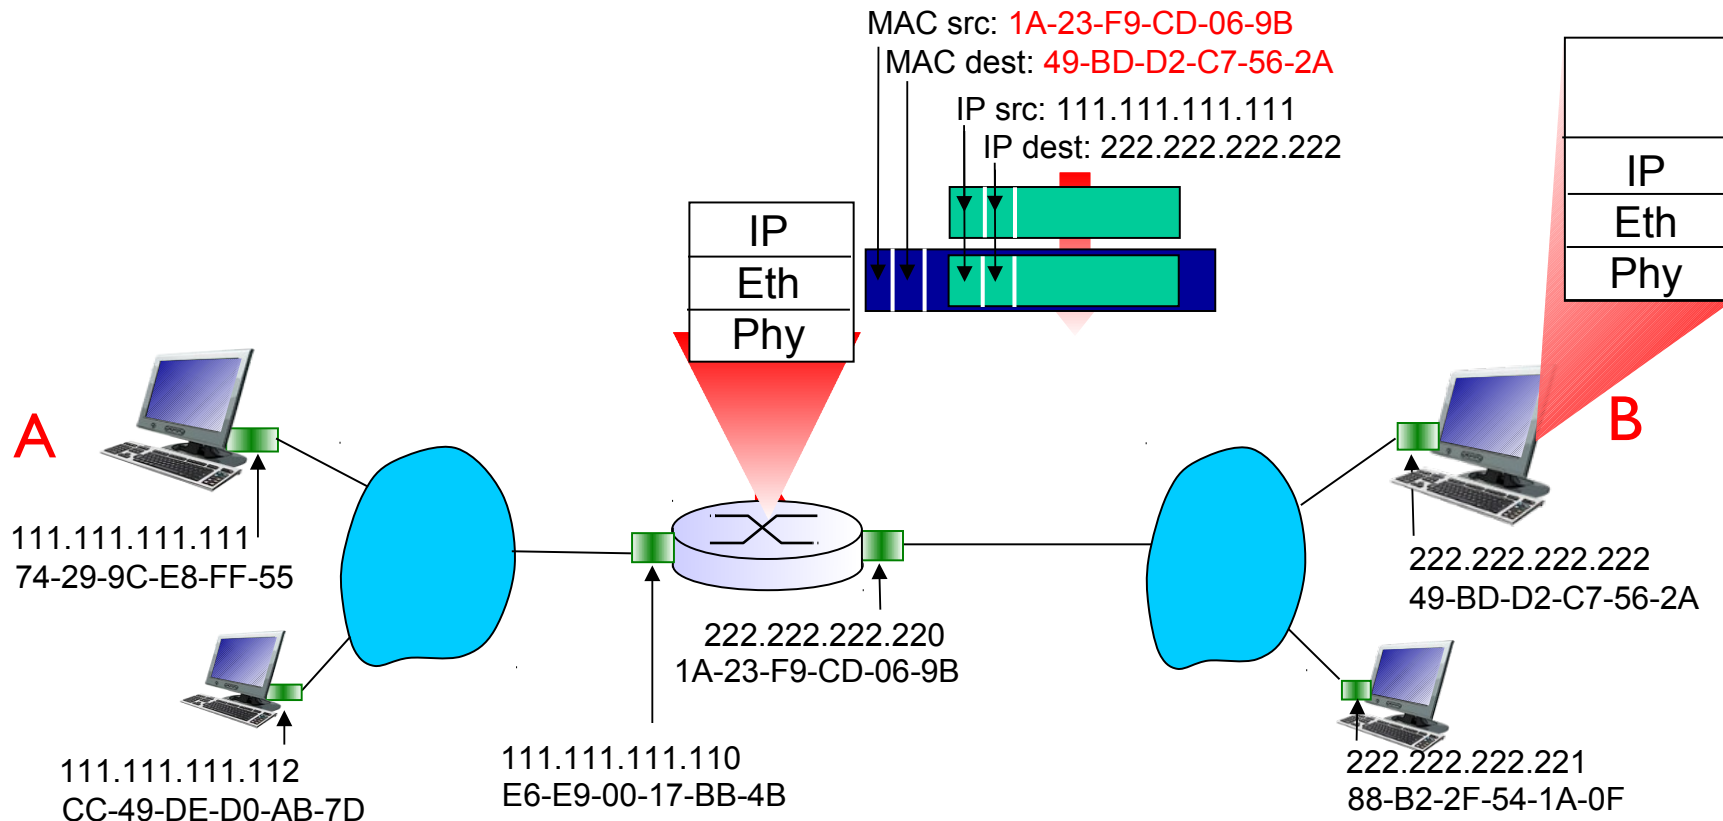 MAC src: 1A-23-F9-CD-06-9B
MAC dest: 49-BD-D2-C7-56-2A
IP src: 111.111.111.111
IP dest: 222.222.222.222
IP
Eth
Phy
IP
Eth
Phy
A
B
111.111.111.111
74-29-9C-E8-FF-55
222.222.222.222
49-BD-D2-C7-56-2A
222.222.222.220
1A-23-F9-CD-06-9B
111.111.111.112
CC-49-DE-D0-AB-7D
111.111.111.110
E6-E9-00-17-BB-4B
222.222.222.221
88-B2-2F-54-1A-0F